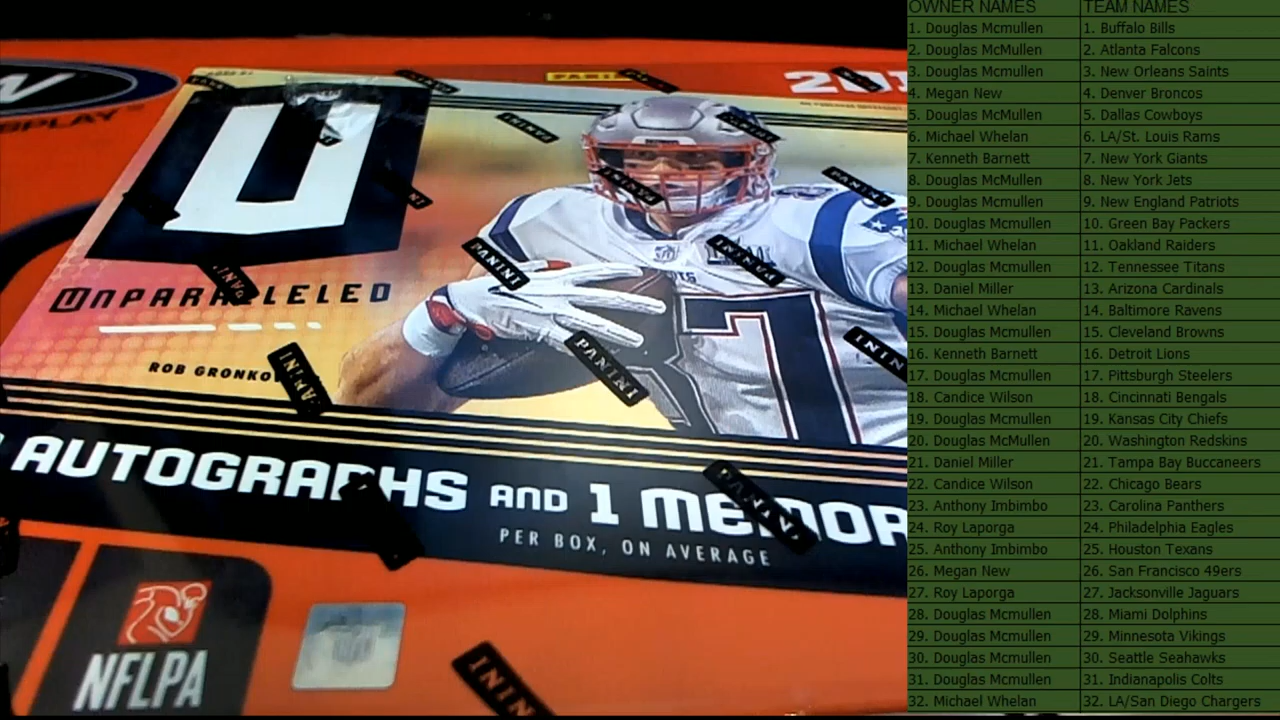 OWNER NAMES TEAM NAMES
1. Douglas Mcmullen 1. Buffalo Bills
2. Douglas McMullen 2. Atlanta Falcons
3. Douglas Mcmullen 3. New Orleans Saints
4. Megan New 4. Denver Broncos
5. Douglas Mcmullen 5. Dallas Cowboys
6. Michael Whelan 6. LA/St. Louis Rams
7. Kenneth Barnett 7. New York Giants
8. Douglas McMullen 8. New York Jets
9. Douglas McMullen 9. New England Patriots
10. Douglas Mcmullen 10. Green Bay Packers
11. Michael Whelan 11. Oakland Raiders
12. Douglas Mcmullen 12. Tennessee Titans
13. Daniel Miller 13. Arizona Cardinals
14. Michael Whelan 14. Baltimore Ravens
15. Douglas Mcmullen 15. Cleveland Browns
16. Kenneth Barnett 16. Detroit Lions
17. Douglas Mcmullen 17. Pittsburgh Steelers
18. Candice Wilson 18. Cincinnati Bengals
19. Douglas Mcmullen 19. Kansas City Chiefs
20. Douglas McMullen 20. Washington Redskins
21. Daniel Miller 21. Tampa Bay Buccaneers
22. Candice Wilson 22. Chicago Bears
23. Anthony Imbimbo 23. Carolina Panthers
24. Roy Laporga 24. Philadelphia Eagles
25. Anthony Imbimbo 25. Houston Texans
26. Megan New 26. San Francisco 49ers
27. Roy Laporga 27. Jacksonville Jaguars
28. Douglas Mcmullen 28. Miami Dolphins
29. Douglas Mcmullen 29. Minnesota Vikings
30. Douglas Mcmullen 30. Seattle Seahawks
31. Douglas Mcmullen 31. Indianapolis Colts
32. Michael Whelan 32. LA/San Diego Chargers
PANINI
U
UNPARALLELED
ROB GRONKO
AUTOGRAPHS AND 1 MEMOR
PER BOX, ON AVERAGE
NFLPA
PANINI
PANINI
PANINI
PANINI